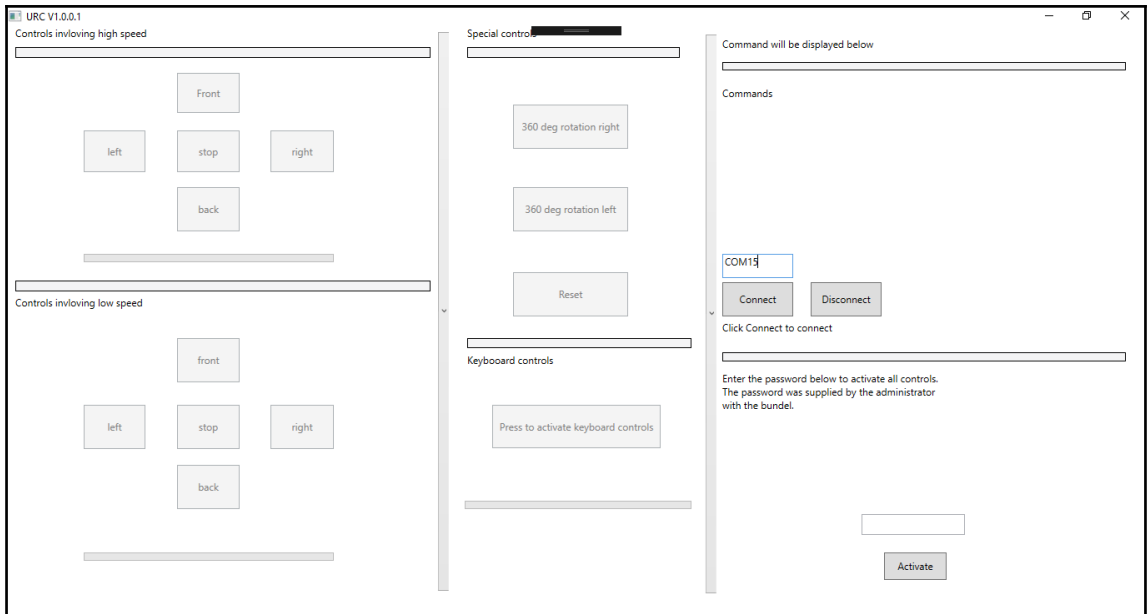 URC V1.0.0.1
Controls invloving high speed
Front
left
stop
right
back
Controls invloving low speed
front
left
stop
right
back
Special controls
360 deg rotation right
360 deg rotation left
Reset
Keybooard controls
Press to activate keyboard controls
Command will be displayed below
Commands
COM15
Connect
Disconnect
Click Connect to connect
Enter the password below to activate all controls.
The password was supplied by the administrator
with the bundel.
Activate